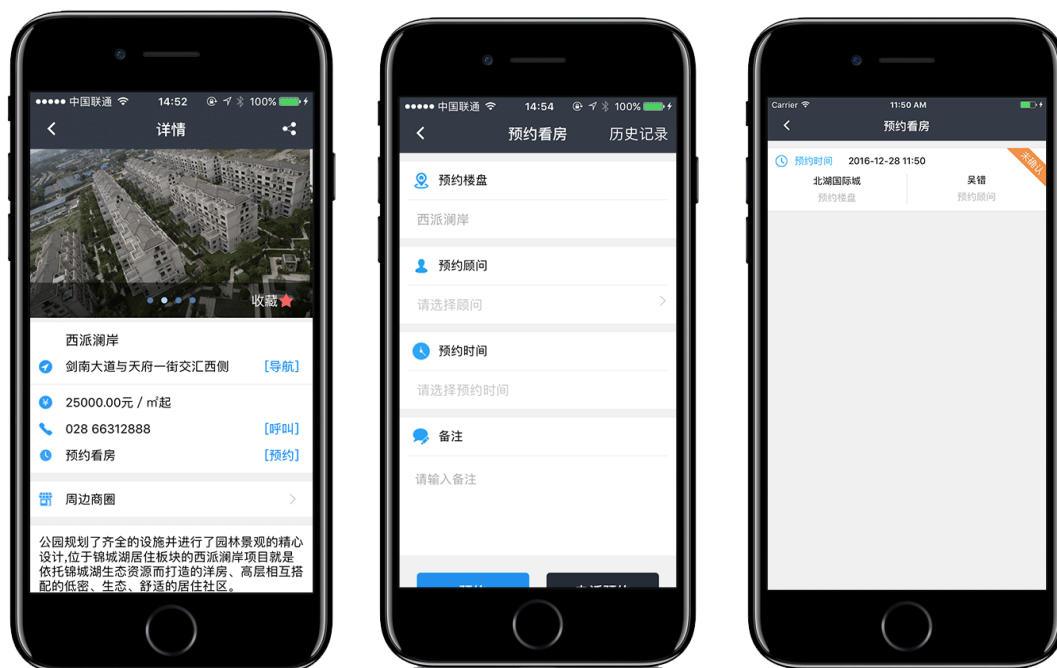 中国联通 14:52 100%
详情
收藏
西派澜岸
剑南大道与天府一街交汇西侧 [导航]
25000.00元 / ㎡起
028 66312888 [呼叫]
预约看房 [预约]
周边商圈
公园规划了齐全的设施并进行了园林景观的精心
设计,位于锦城湖居住板块的西派澜岸项目就是
依托锦城湖生态资源而打造的洋房、高层相互搭
配的低密、生态、舒适的居住社区。
中国联通 14:54 100%
预约看房 历史记录
预约楼盘
西派澜岸
预约顾问
请选择顾问
预约时间
请选择预约时间
备注
请输入备注
预约 电话预约
Carrier 11:50 AM
预约看房
预约时间 2016-12-28 11:50
未确认
北湖国际城 吴错
预约楼盘 预约顾问